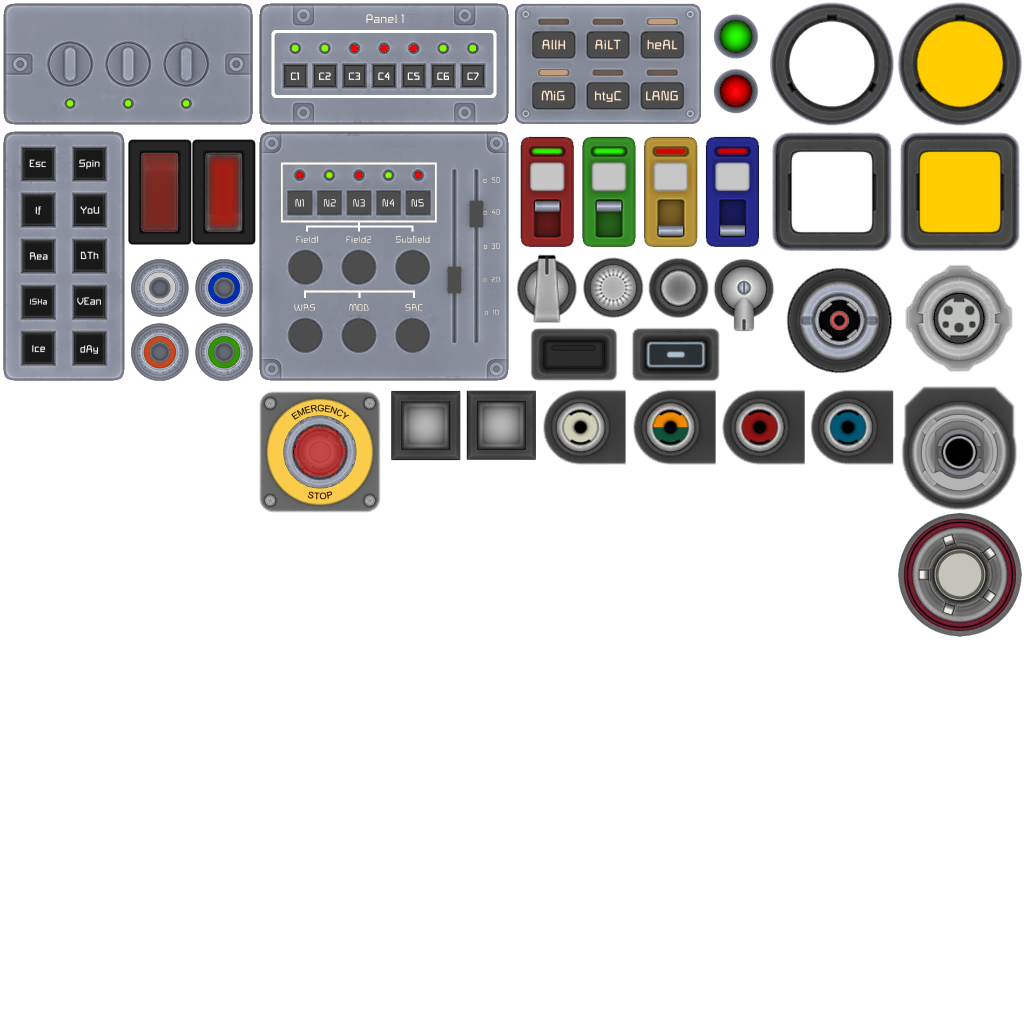 Panel 1
C1 C2 C3 C4 C5 C6 C7
AllH AiLT heAL
MiG htyC LANG
Esc Spin
If YoU
Rea DTh
ISHa VEan
Ice dAy
N1 N2 N3 N4 N5
Field1 Field2 Subfield
WRS MOD SRC
50
40
30
20
10
EMERGENCY
STOP